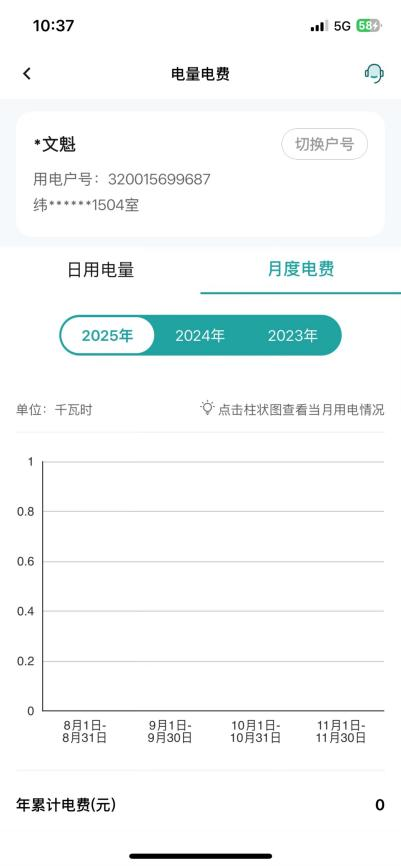 10:37
5G 58
电量电费
*文魁
切换户号
用电户号：320015699687
纬******1504室
日用电量
月度电费
2025年
2024年
2023年
单位：千瓦时
点击柱状图查看当月用电情况
1
0.8
0.6
0.4
0.2
0
8月1日-
8月31日
9月1日-
9月30日
10月1日-
10月31日
11月1日-
11月30日
年累计电费(元)
0